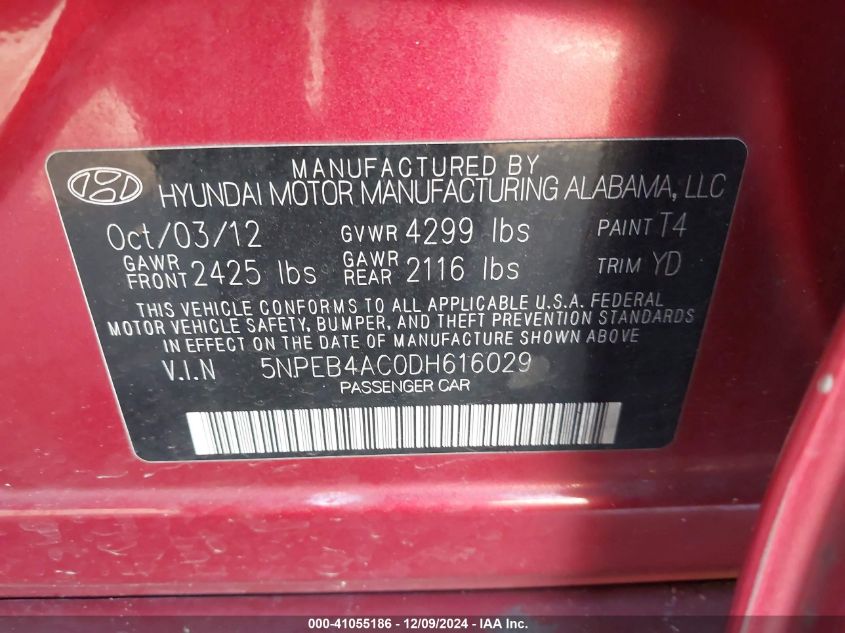 MANUFACTURED BY
HYUNDAI MOTOR MANUFACTURING ALABAMA, LLC
Oct/03/12 GVWR 4299 lbs PAINT T4
GAWR FRONT 2425 lbs GAWR REAR 2116 lbs TRIM YD
THIS VEHICLE CONFORMS TO ALL APPLICABLE U.S.A. FEDERAL
MOTOR VEHICLE SAFETY, BUMPER, AND THEFT PREVENTION STANDARDS
IN EFFECT ON THE DATE OF MANUFACTURE SHOWN ABOVE
V.I.N 5NPEB4AC0DH616029
PASSENGER CAR
000-41055186 - 12/09/2024 - IAA Inc.